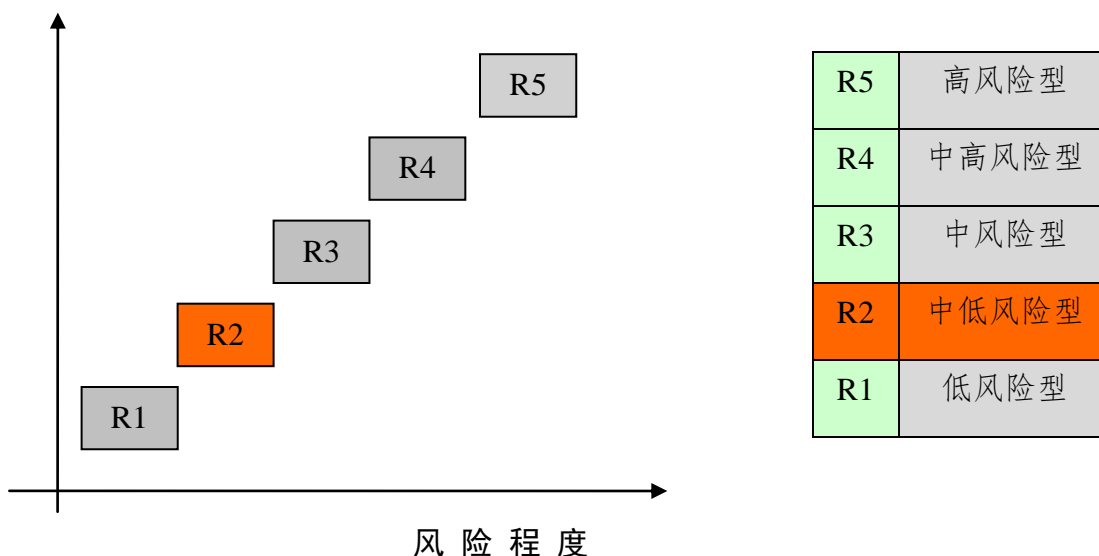 R5
R4
R3
R2
R1
风险程度
R5 高风险型
R4 中高风险型
R3 中风险型
R2 中低风险型
R1 低风险型